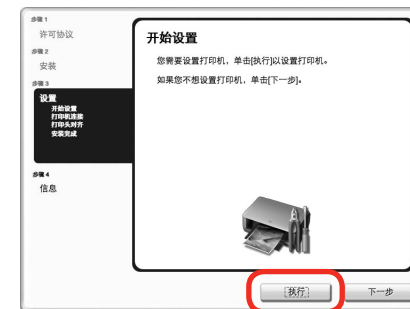 步骤 1
许可协议
步骤 2
安装
步骤 3
设置
开始设置
打印机连接
打印头对齐
安装完成
步骤 4
信息
开始设置
您需要设置打印机，单击[执行]以设置打印机。
如果您不想设置打印机，单击[下一步]。
[执行]
下一步